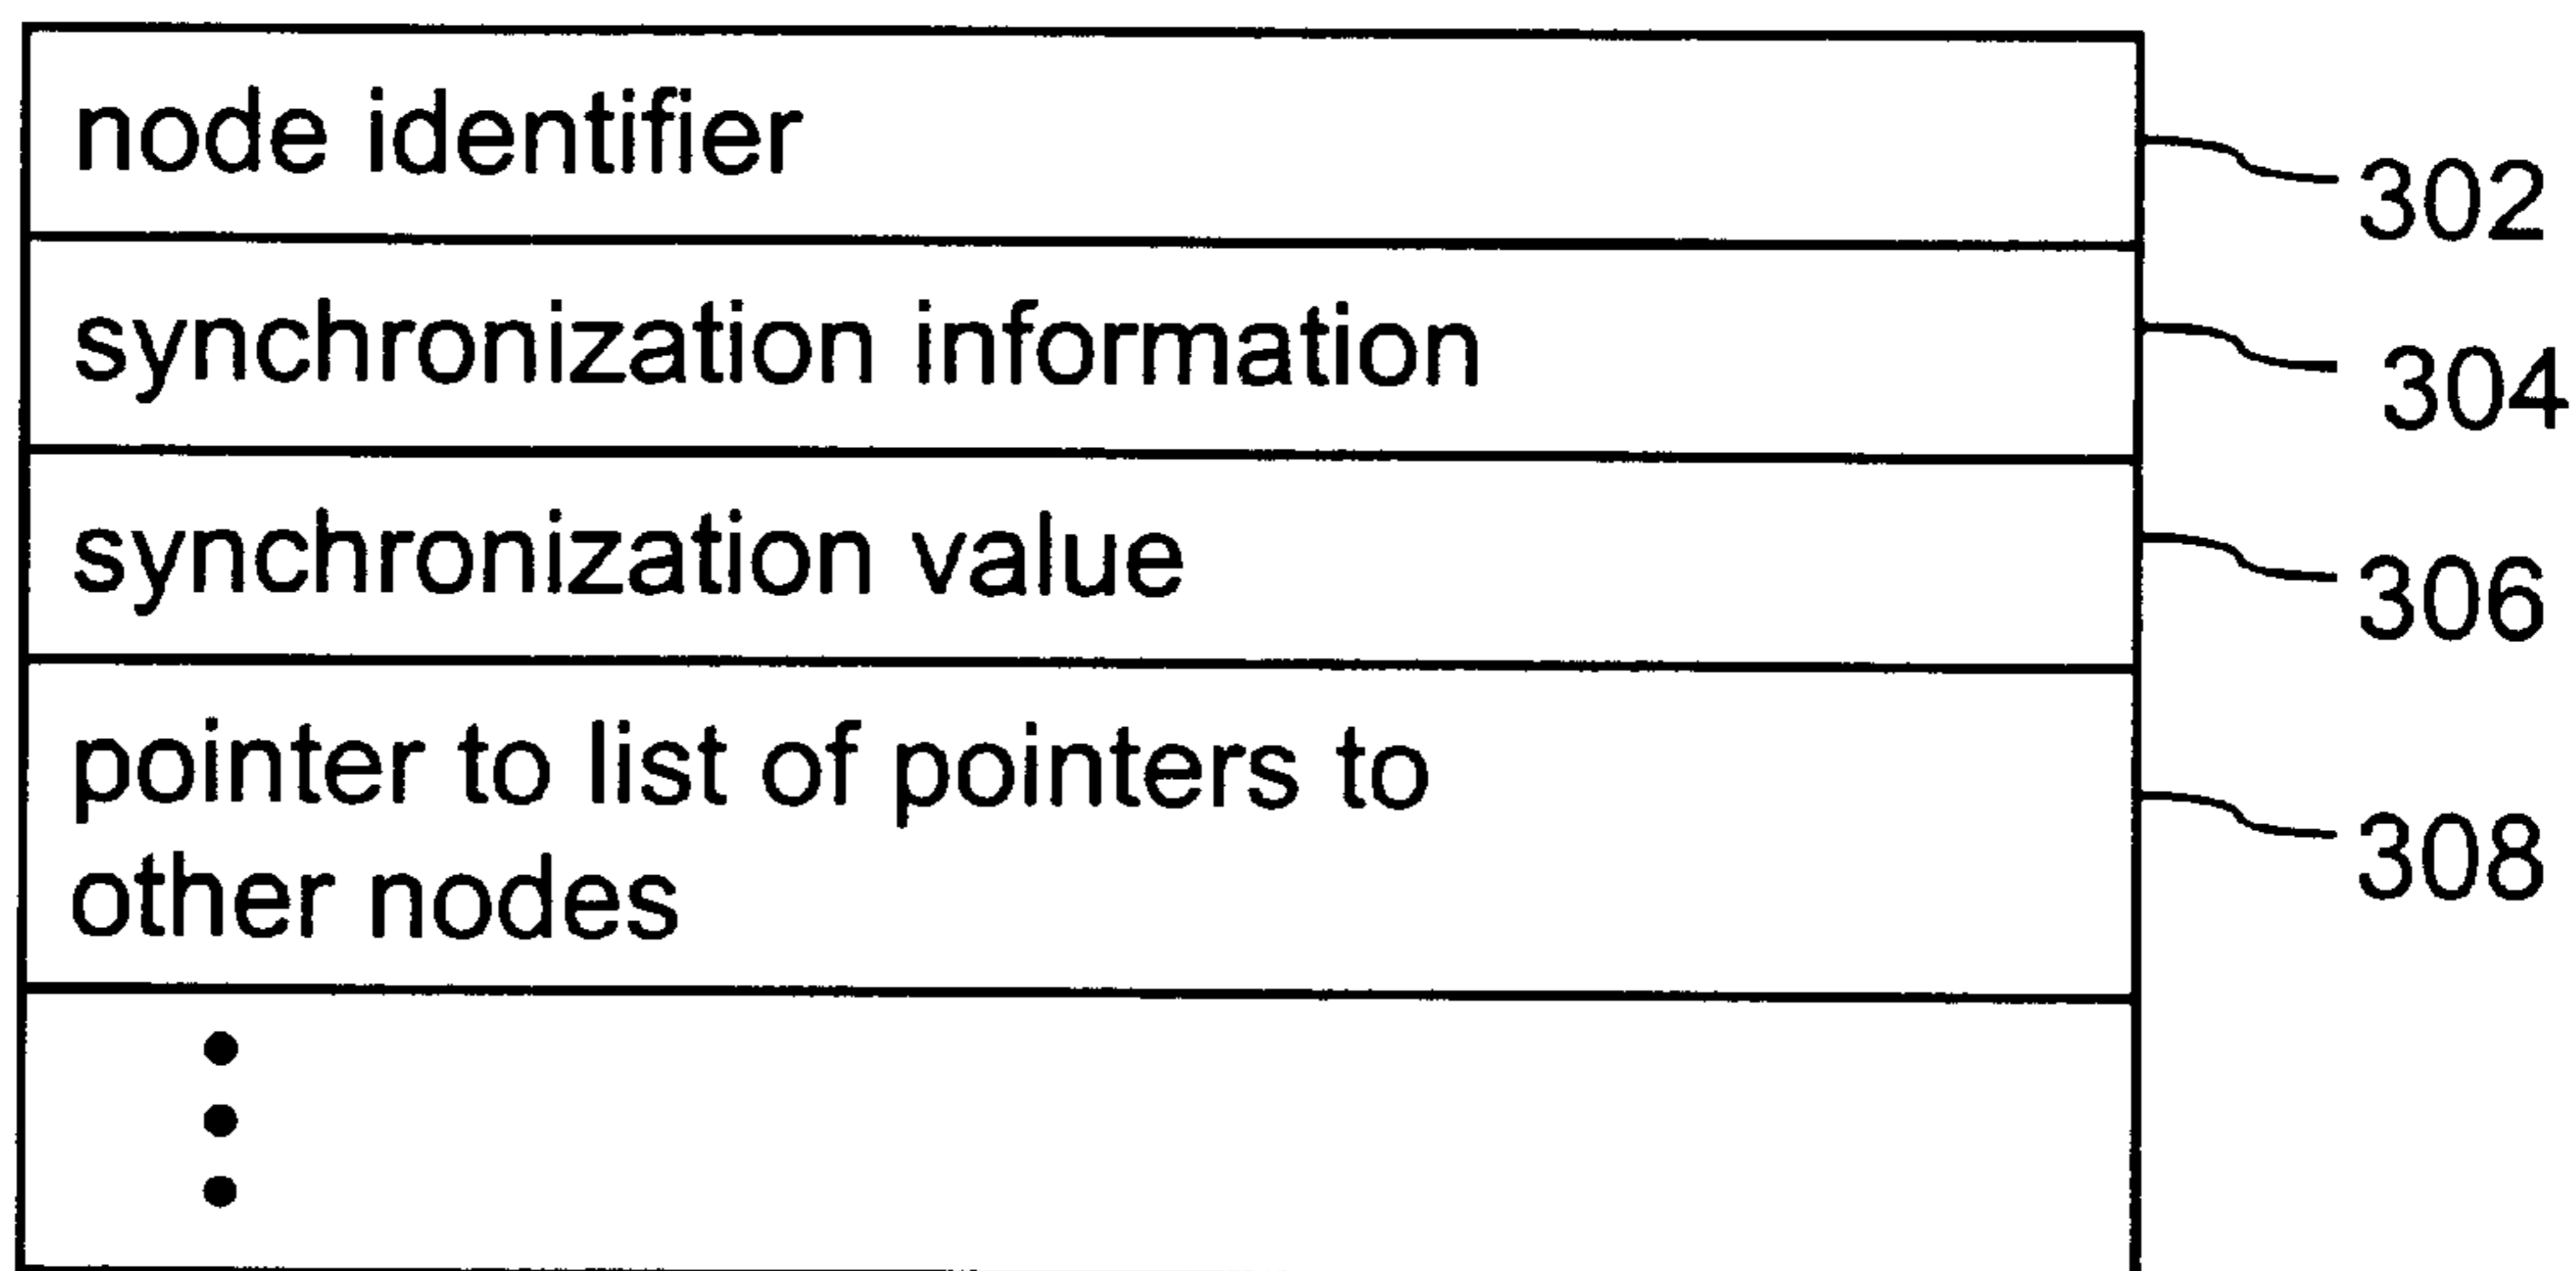 node identifier
302
synchronization information
304
synchronization value
306
pointer to list of pointers to
other nodes
308